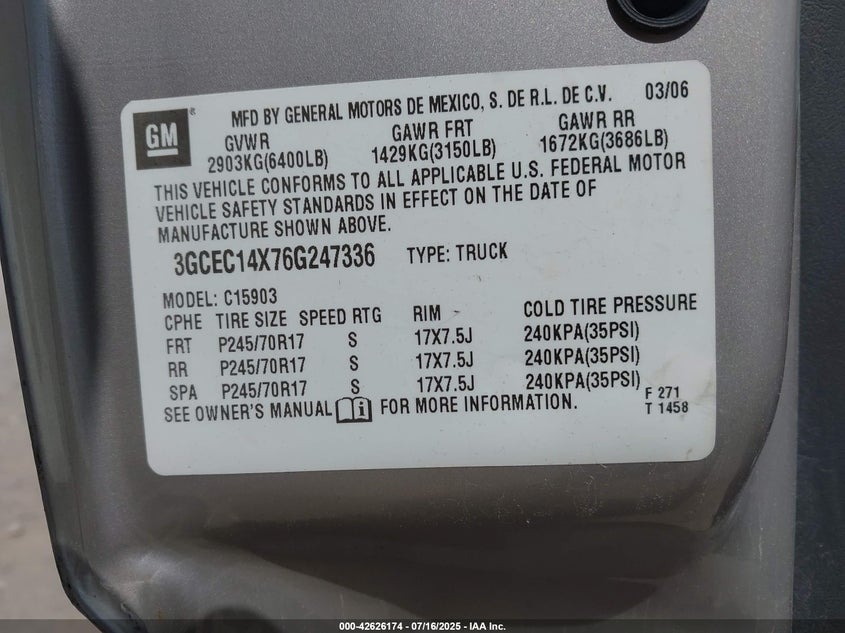 GM ® MFD BY GENERAL MOTORS DE MEXICO, S. DE R.L. DE C.V. 03/06
GVWR GAWR FRT GAWR RR
2903KG(6400LB) 1429KG(3150LB) 1672KG(3686LB)
THIS VEHICLE CONFORMS TO ALL APPLICABLE U.S. FEDERAL MOTOR
VEHICLE SAFETY STANDARDS IN EFFECT ON THE DATE OF
MANUFACTURE SHOWN ABOVE.
3GCEC14X76G247336 TYPE: TRUCK
MODEL: C15903
CPHE TIRE SIZE SPEED RTG RIM COLD TIRE PRESSURE
FRT P245/70R17 S 17X7.5J 240KPA(35PSI)
RR P245/70R17 S 17X7.5J 240KPA(35PSI)
SPA P245/70R17 S 17X7.5J 240KPA(35PSI)
SEE OWNER'S MANUAL FOR MORE INFORMATION.
F 271
T 1458
000-42626174 - 07/16/2025 - IAA Inc.